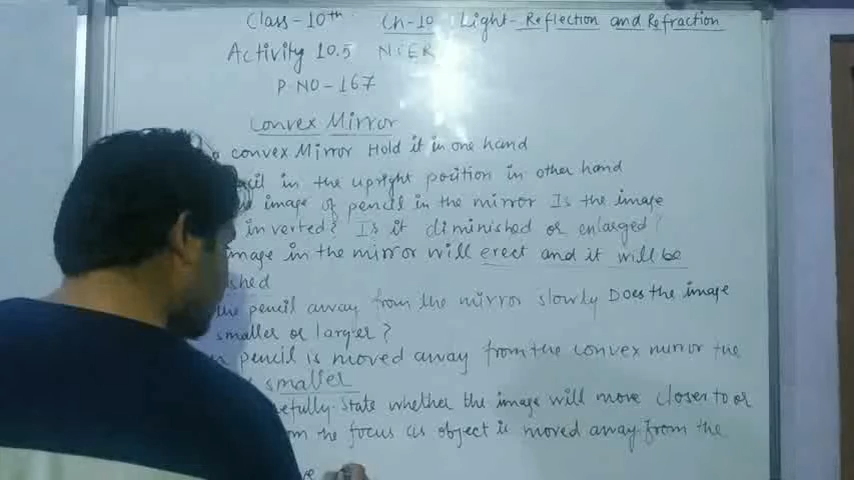 Class-10th Ch-10 Light-Reflection and Refraction
Activity 10.5 NCER
P NO-167
Convex Mirror
convex Mirror Hold it in one hand
in the upright position in other hand
image of pencil in the mirror Is the image
inverted? Is it diminished or enlarged?
image in the mirror will erect and it will be
shed
the pencil away from the mirror slowly Does the image
smaller or larger?
pencil is moved away from the convex mirror the
smaller
efully State whether the image will move closer to or
the focus as object is moved away from the